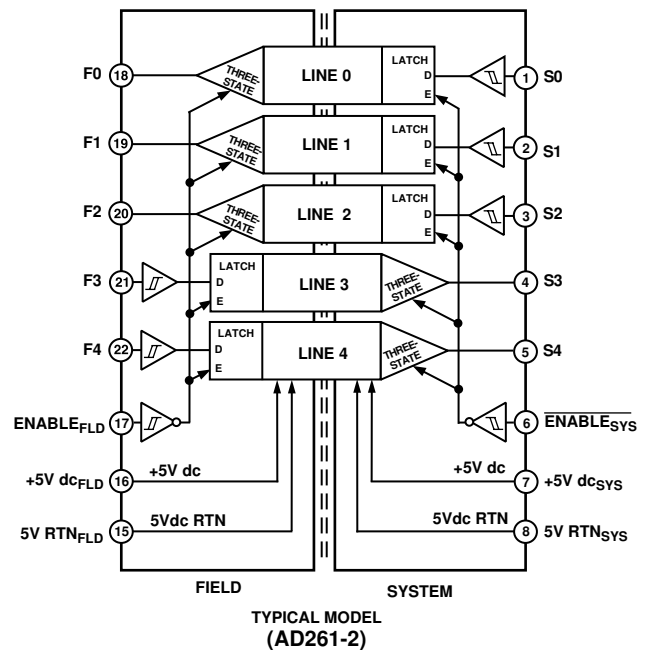 LATCH
F0 18 THREE-STATE LINE 0 D E 1 S0
LATCH
F1 19 THREE-STATE LINE 1 D E 2 S1
LATCH
F2 20 THREE-STATE LINE 2 D E 3 S2
LATCH
F3 21 D E LINE 3 THREE-STATE 4 S3
LATCH
F4 22 D E LINE 4 THREE-STATE 5 S4
ENABLEFLD 17 6 ENABLESYS
+5V dcFLD 16 +5V dc +5V dc 7 +5V dcSYS
5V RTNFLD 15 5Vdc RTN 5Vdc RTN 8 5V RTNSYS
FIELD SYSTEM
TYPICAL MODEL
(AD261-2)